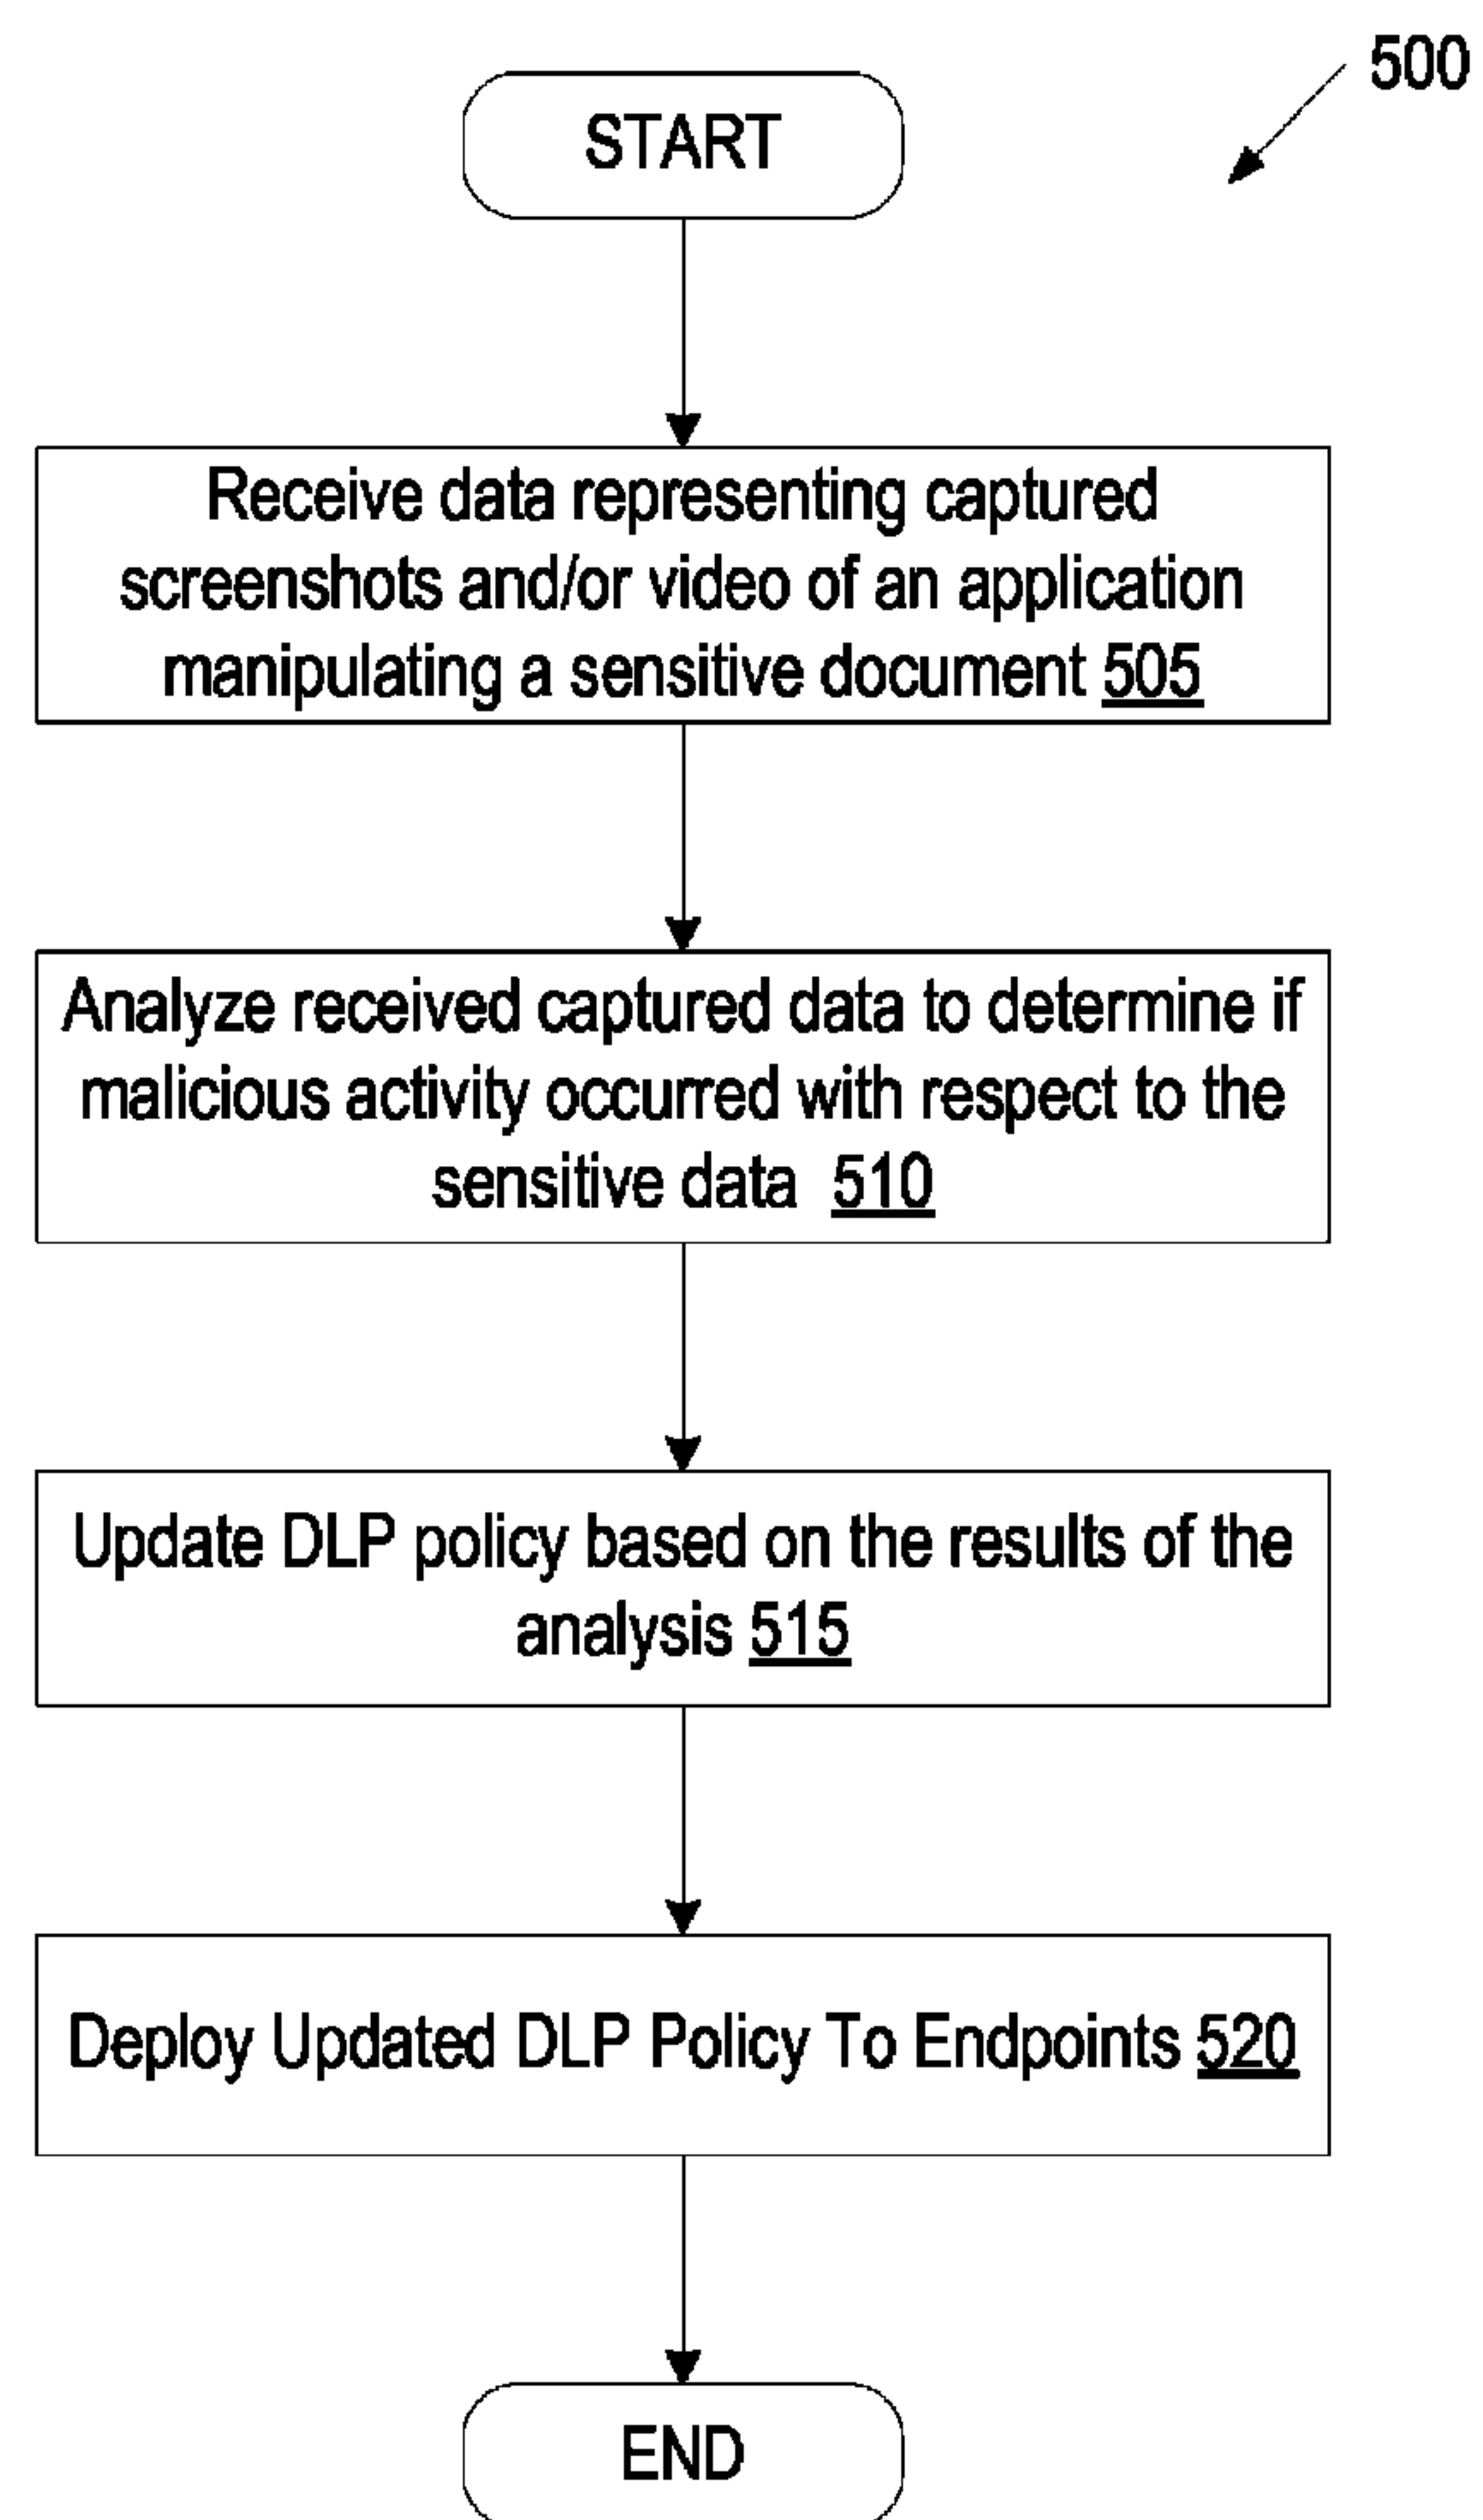 500
START
Receive data representing captured
screenshots and/or video of an application
manipulating a sensitive document 505
Analyze received captured data to determine if
malicious activity occurred with respect to the
sensitive data 510
Update DLP policy based on the results of the
analysis 515
Deploy Updated DLP Policy To Endpoints 520
END